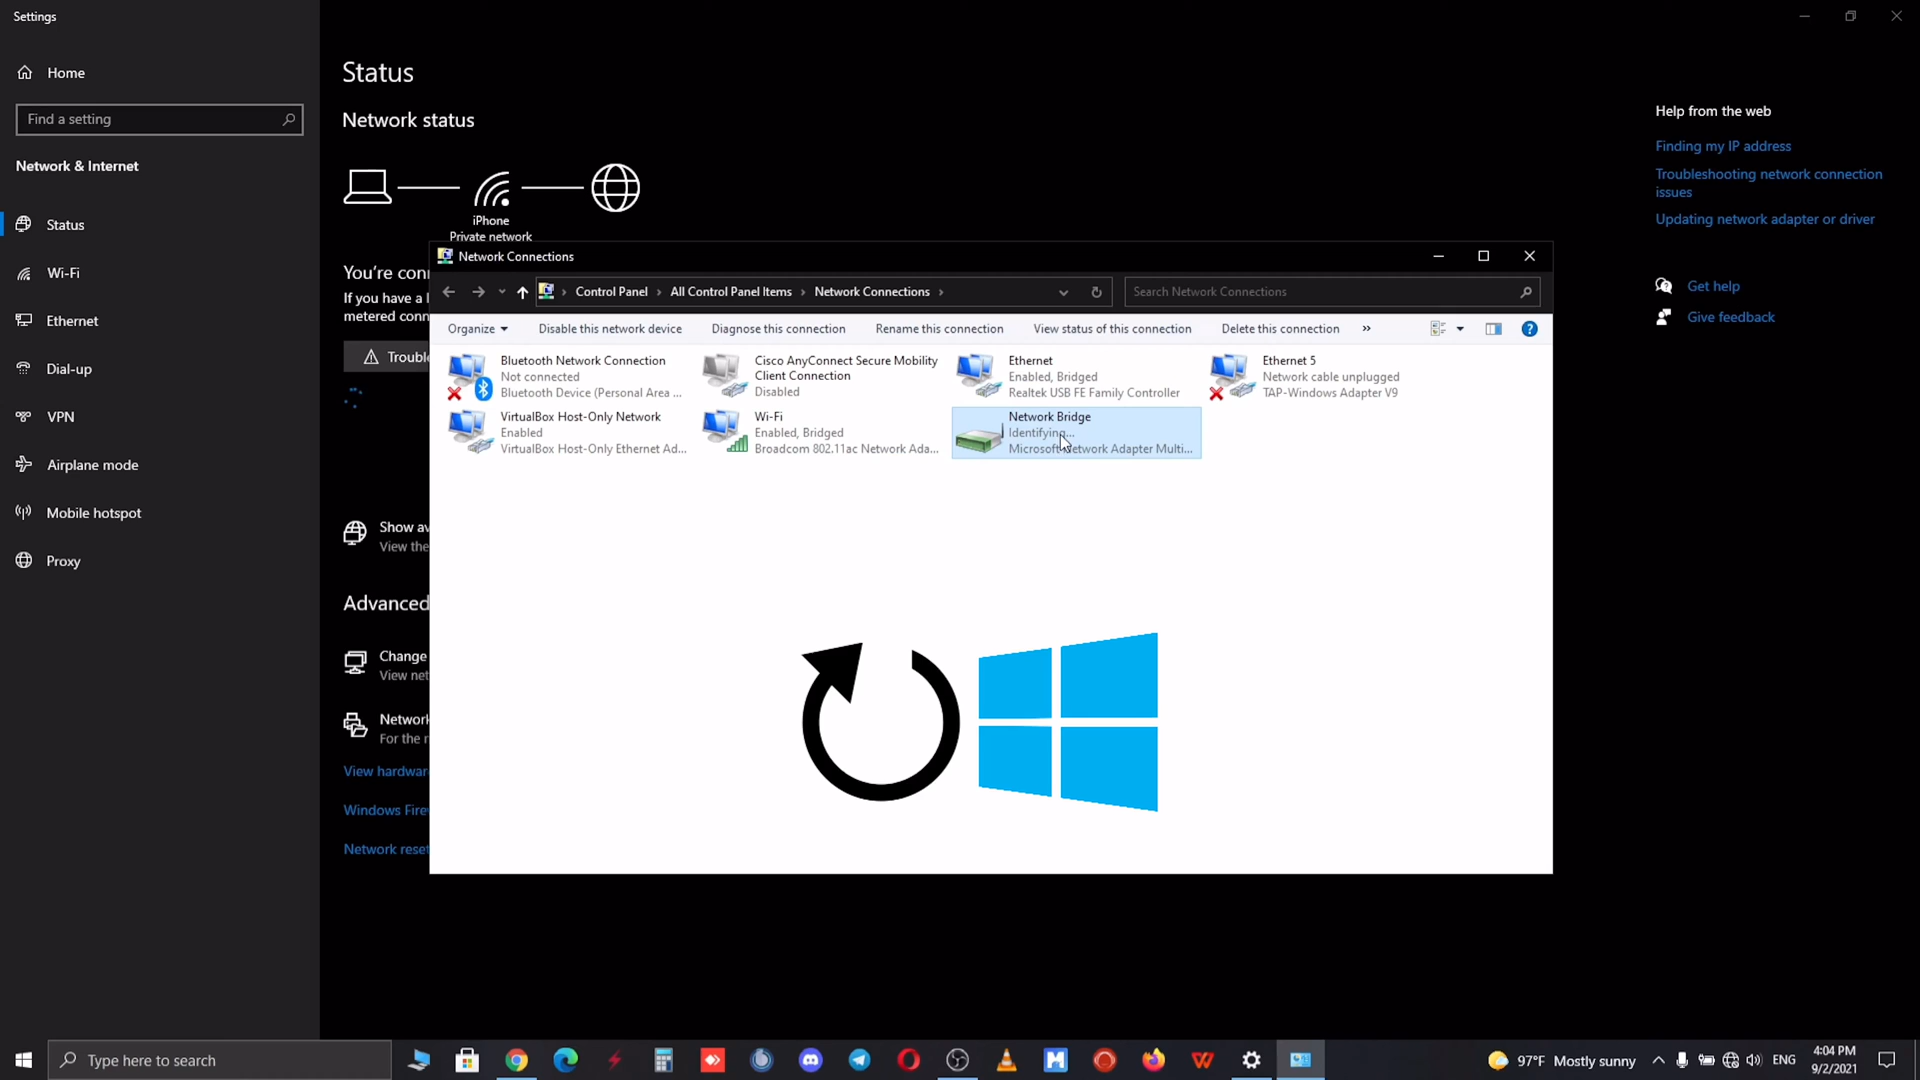 Settings
Home
Find a setting
Network & Internet
Status
Wi-Fi
Ethernet
Dial-up
VPN
Airplane mode
Mobile hotspot
Proxy
Status
Network status
iPhone
Private network
You're con
If you have a l
metered conn
Trouble
Show av
View the
Advanced
Change
View net
Network
For the n
View hardwar
Windows Fire
Network reset
Network Connections
Control Panel > All Control Panel Items > Network Connections >
Search Network Connections
Organize
Disable this network device
Diagnose this connection
Rename this connection
View status of this connection
Delete this connection
»
Bluetooth Network Connection
Not connected
Bluetooth Device (Personal Area ...
Cisco AnyConnect Secure Mobility
Client Connection
Disabled
Ethernet
Enabled, Bridged
Realtek USB FE Family Controller
Ethernet 5
Network cable unplugged
TAP-Windows Adapter V9
VirtualBox Host-Only Network
Enabled
VirtualBox Host-Only Ethernet Ad...
Wi-Fi
Enabled, Bridged
Broadcom 802.11ac Network Ada...
Network Bridge
Identifying...
Microsoft Network Adapter Multi...
Help from the web
Finding my IP address
Troubleshooting network connection
issues
Updating network adapter or driver
Get help
Give feedback
Type here to search
97°F Mostly sunny
ENG
4:04 PM
9/2/2021